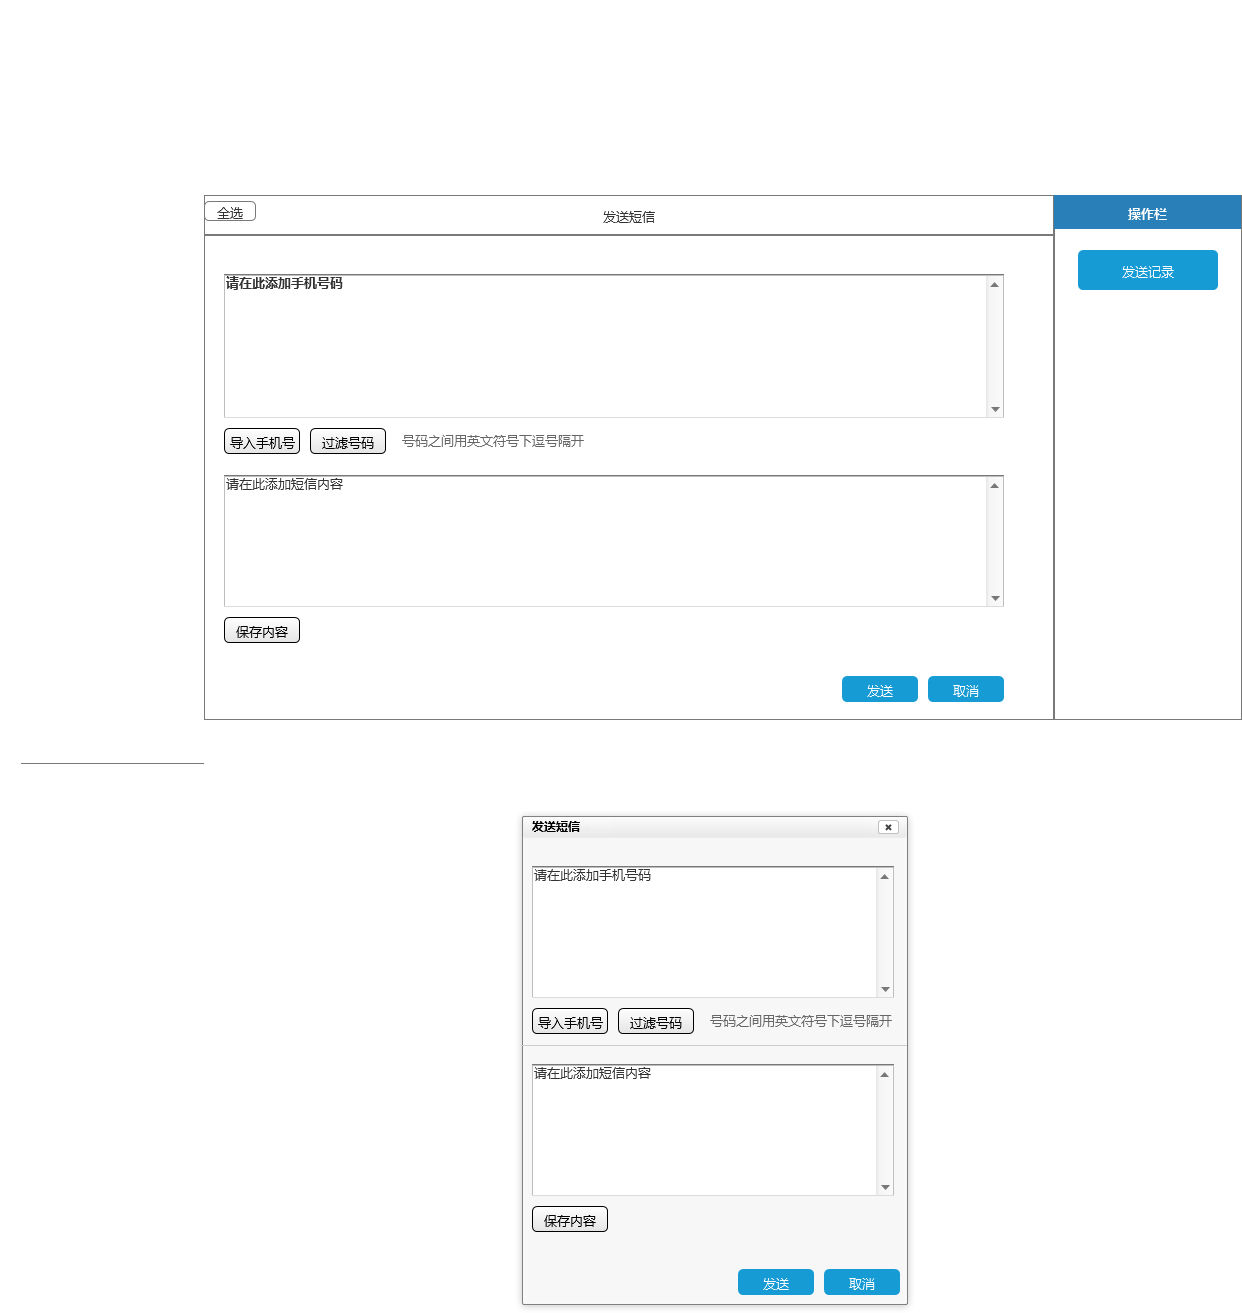 全选
发送短信
操作栏
发送记录
请在此添加手机号码
导入手机号 过滤号码 号码之间用英文符号下逗号隔开
请在此添加短信内容
保存内容
发送 取消
发送短信
请在此添加手机号码
导入手机号 过滤号码 号码之间用英文符号下逗号隔开
请在此添加短信内容
保存内容
发送 取消